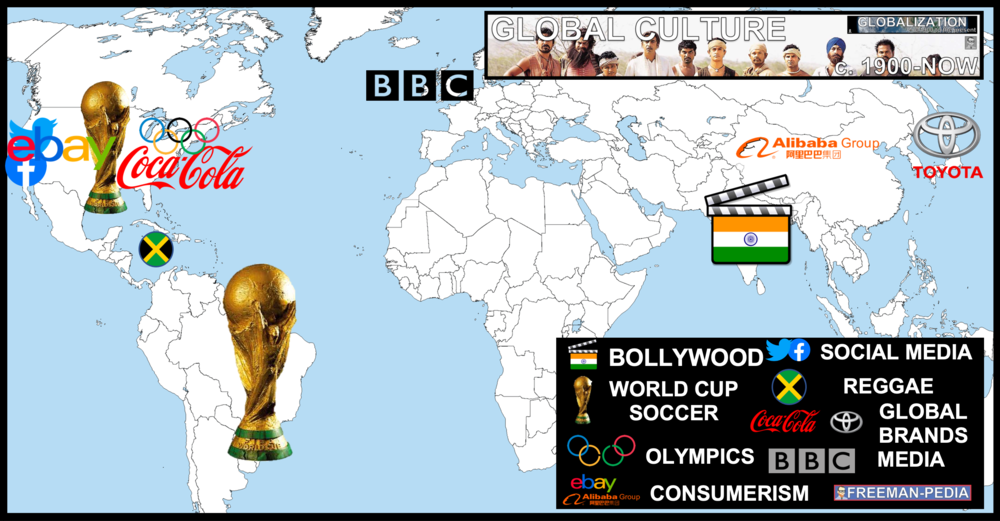 GLOBAL CULTURE
GLOBALIZATION
c. 1900-NOW
BBC
ebay
Coca-Cola
Alibaba Group
阿里巴巴集团
TOYOTA
BOLLYWOOD
SOCIAL MEDIA
WORLD CUP
SOCCER
REGGAE
Coca-Cola
GLOBAL
BRANDS
OLYMPICS
BBC
MEDIA
ebay
Alibaba Group
CONSUMERISM
FREEMAN-PEDIA